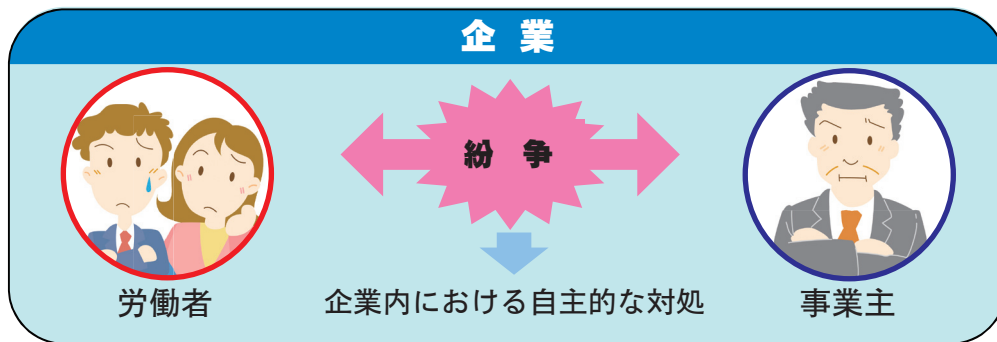 企業
紛争
労働者
企業内における自主的な対処
事業主